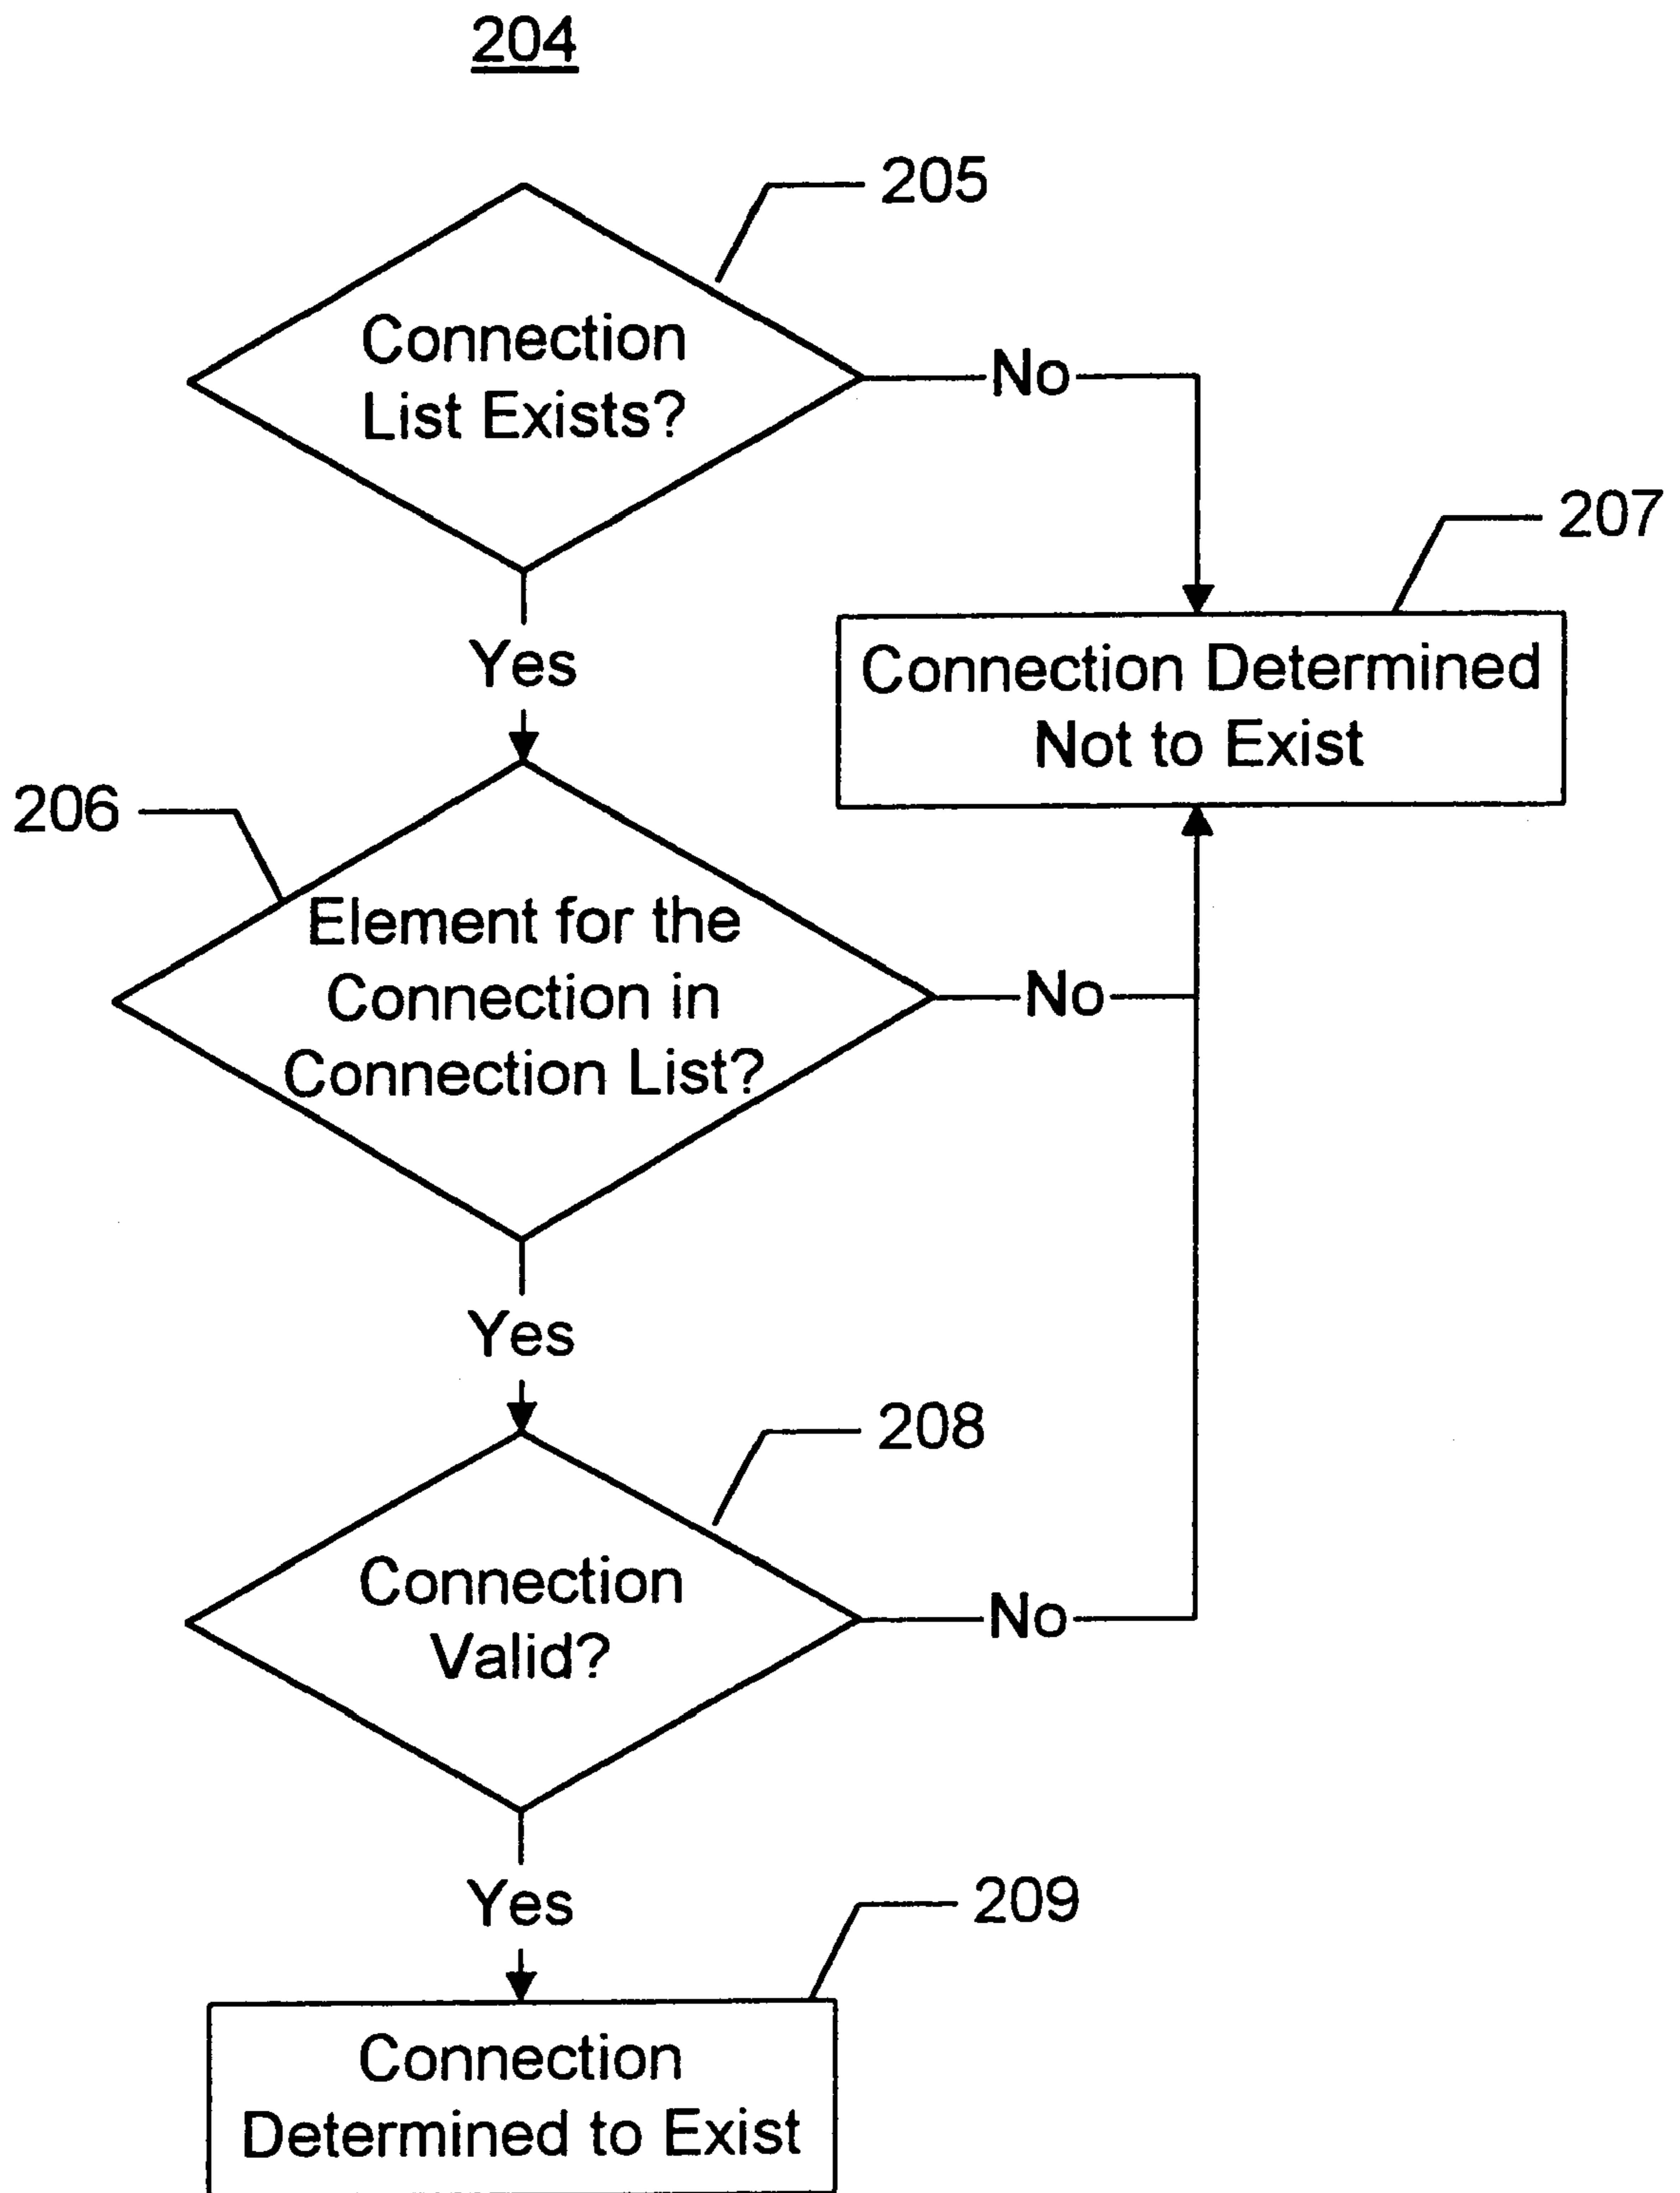 204
205
Connection
List Exists?
No
207
Yes
Connection Determined
Not to Exist
206
Element for the
Connection in
Connection List?
No
Yes
208
Connection
Valid?
No
Yes
209
Connection
Determined to Exist